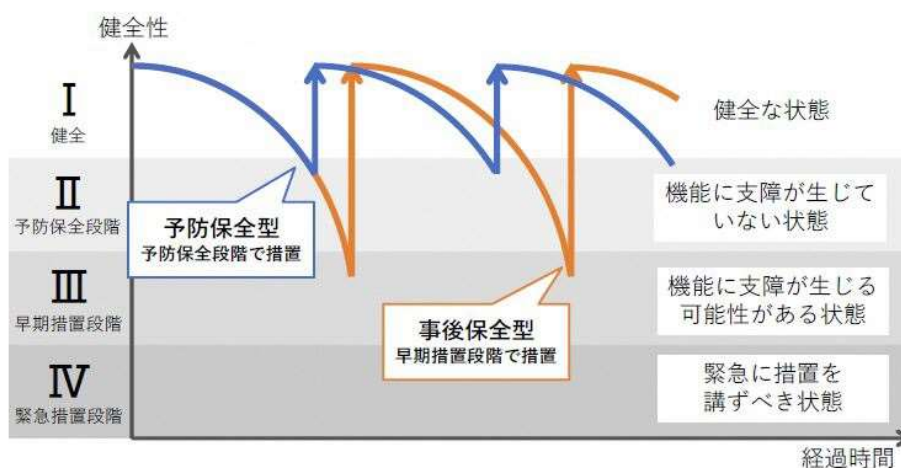 健全性
Ⅰ
健全
健全な状態
Ⅱ
予防保全段階
機能に支障が生じて
いない状態
予防保全型
予防保全段階で措置
Ⅲ
早期措置段階
機能に支障が生じる
可能性がある状態
事後保全型
早期措置段階で措置
Ⅳ
緊急措置段階
緊急に措置を
講ずべき状態
経過時間